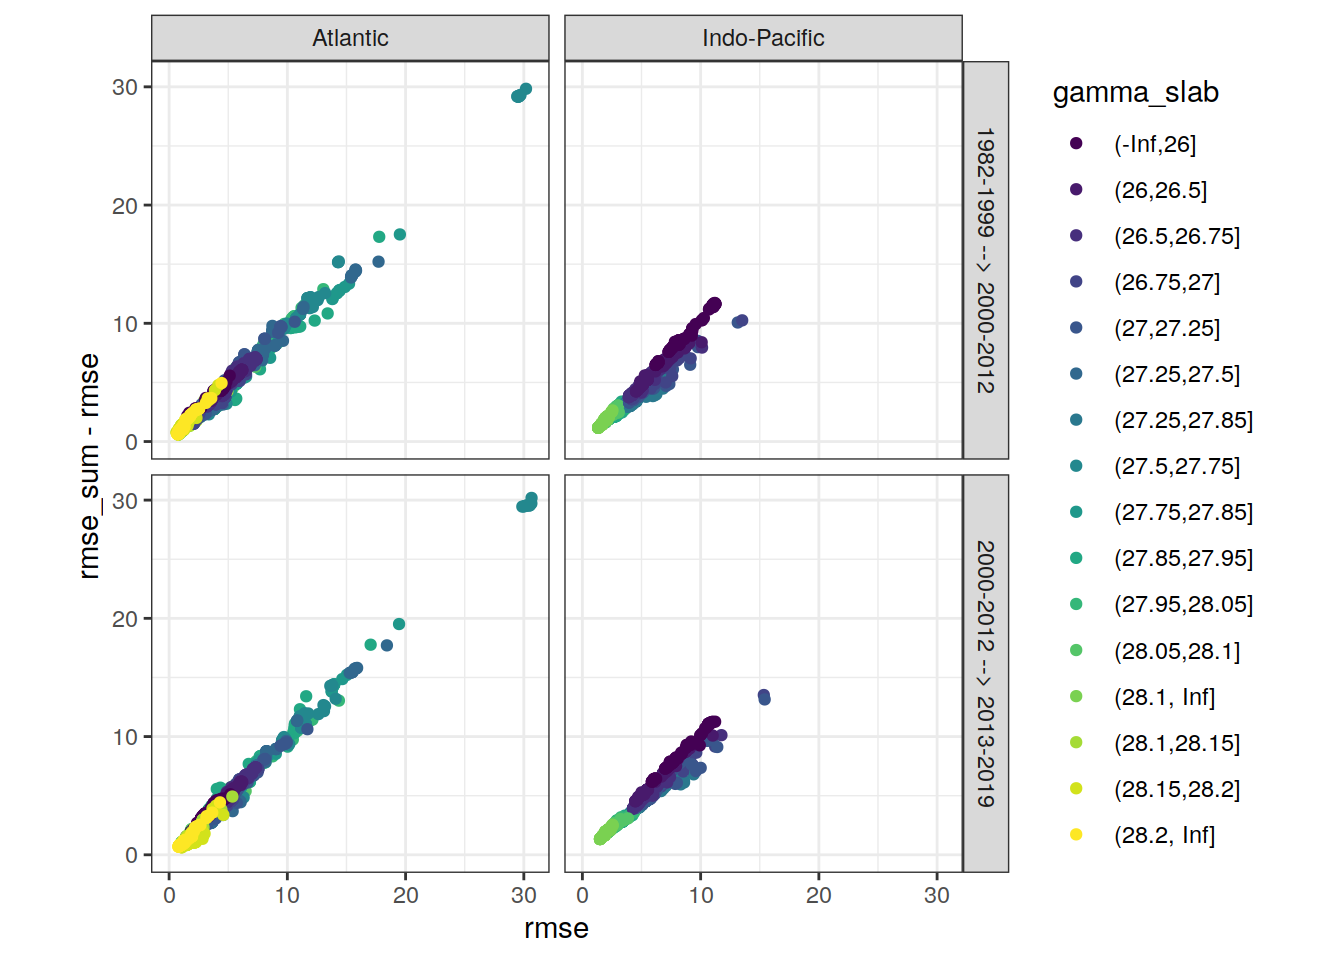 Atlantic
Indo-Pacific
30
20
10
0
1982-1999 --> 2000-2012
30
20
10
0
2000-2012 --> 2013-2019
0
10
20
30
0
10
20
30
rmse
rmse_sum - rmse
gamma_slab
(-Inf,26]
(26,26.5]
(26.5,26.75]
(26.75,27]
(27,27.25]
(27.25,27.5]
(27.25,27.85]
(27.5,27.75]
(27.75,27.85]
(27.85,27.95]
(27.95,28.05]
(28.05,28.1]
(28.1, Inf]
(28.1,28.15]
(28.15,28.2]
(28.2, Inf]